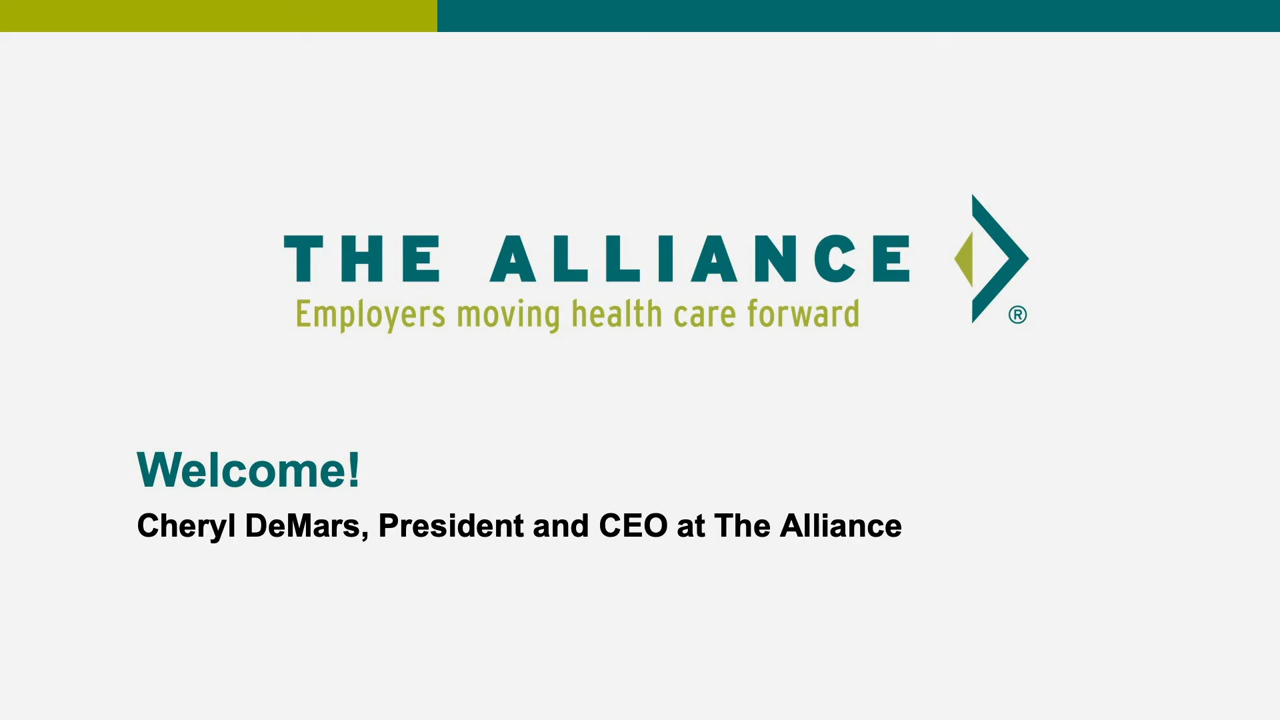 THE ALLIANCE
Employers moving health care forward
®
Welcome!
Cheryl DeMars, President and CEO at The Alliance